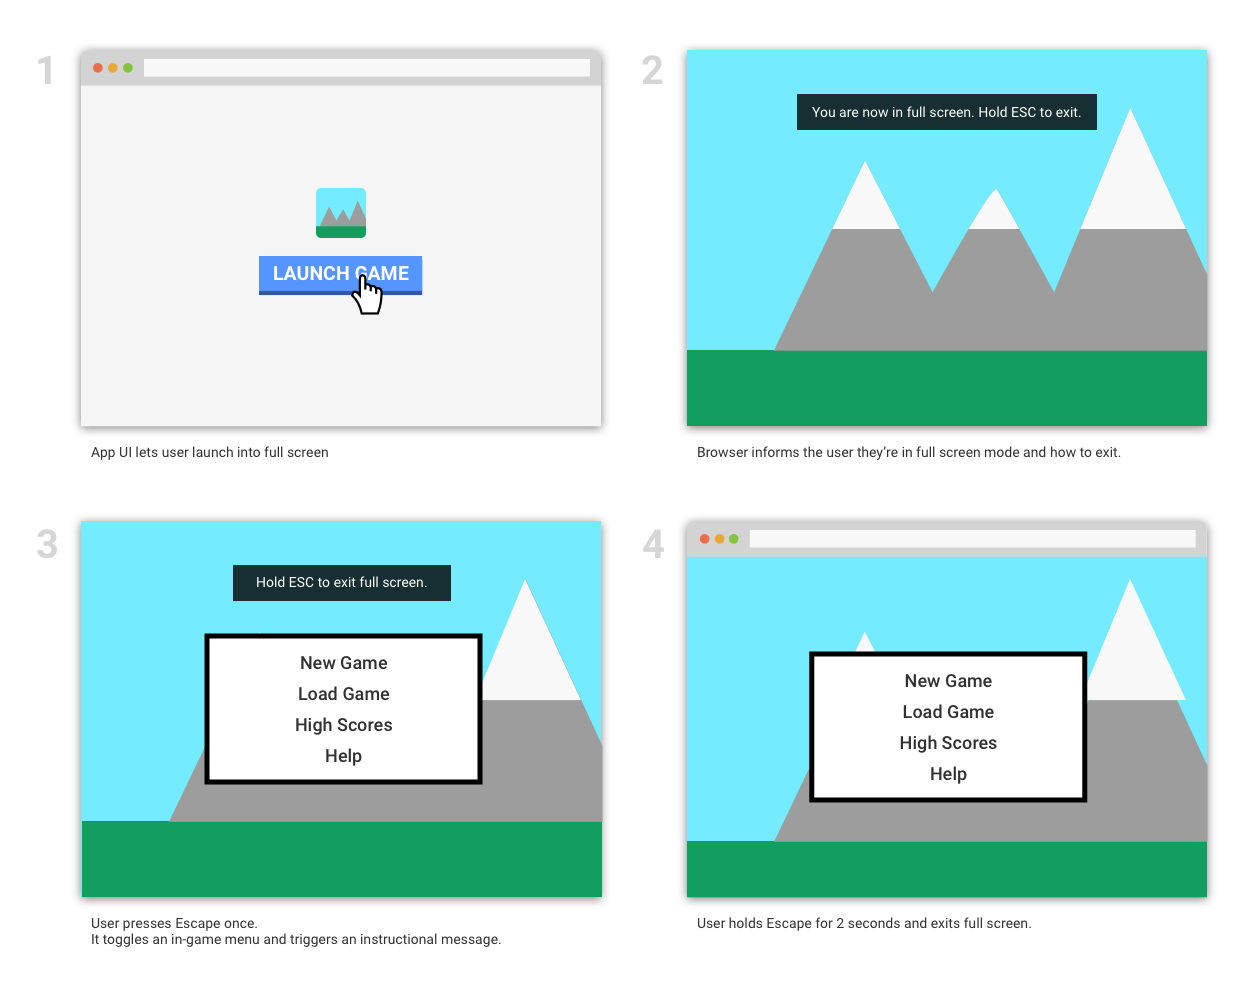 1
LAUNCH GAME
App UI lets user launch into full screen
2
You are now in full screen. Hold ESC to exit.
Browser informs the user they’re in full screen mode and how to exit.
3
Hold ESC to exit full screen.
New Game
Load Game
High Scores
Help
User presses Escape once.
It toggles an in-game menu and triggers an instructional message.
4
New Game
Load Game
High Scores
Help
User holds Escape for 2 seconds and exits full screen.